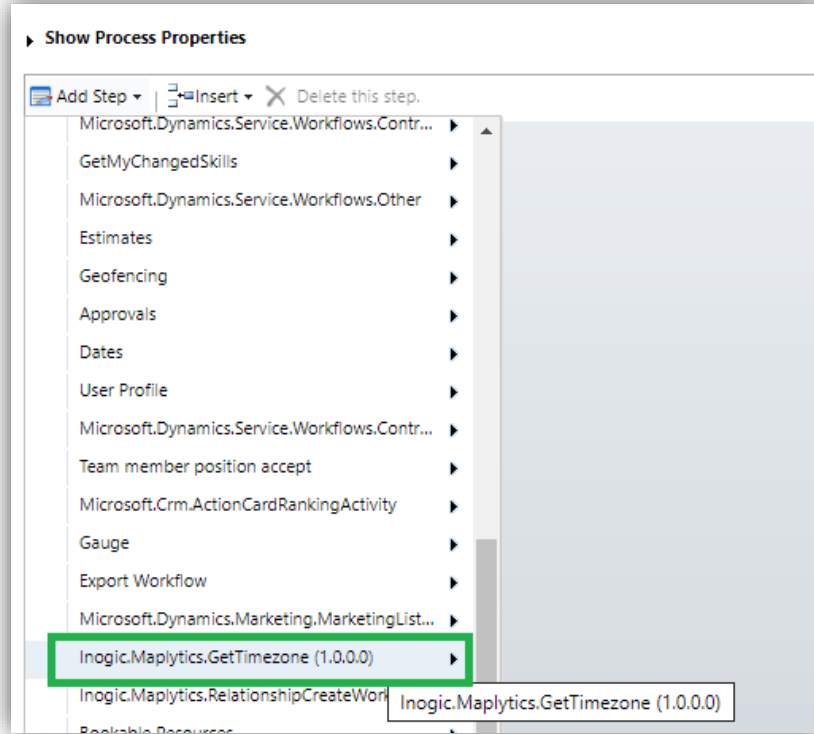 Show Process Properties
Add Step Insert Delete this step.
Microsoft.Dynamics.Service.Workflows.Contr...
GetMyChangedSkills
Microsoft.Dynamics.Service.Workflows.Other
Estimates
Geofencing
Approvals
Dates
User Profile
Microsoft.Dynamics.Service.Workflows.Contr...
Team member position accept
Microsoft.Crm.ActionCardRankingActivity
Gauge
Export Workflow
Microsoft.Dynamics.Marketing.MarketingList...
Inogic.Maplytics.GetTimezone (1.0.0.0)
Inogic.Maplytics.RelationshipCreateWork
Inogic.Maplytics.GetTimezone (1.0.0.0)
Bookable Resources